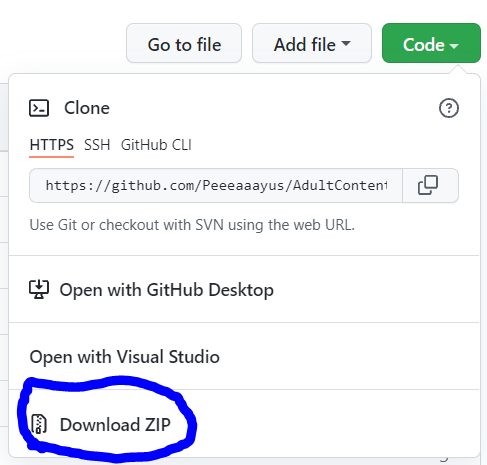 Go to file Add file Code
Clone
HTTPS SSH GitHub CLI
https://github.com/Peeeaaayus/AdultContent
Use Git or checkout with SVN using the web URL.
Open with GitHub Desktop
Open with Visual Studio
Download ZIP